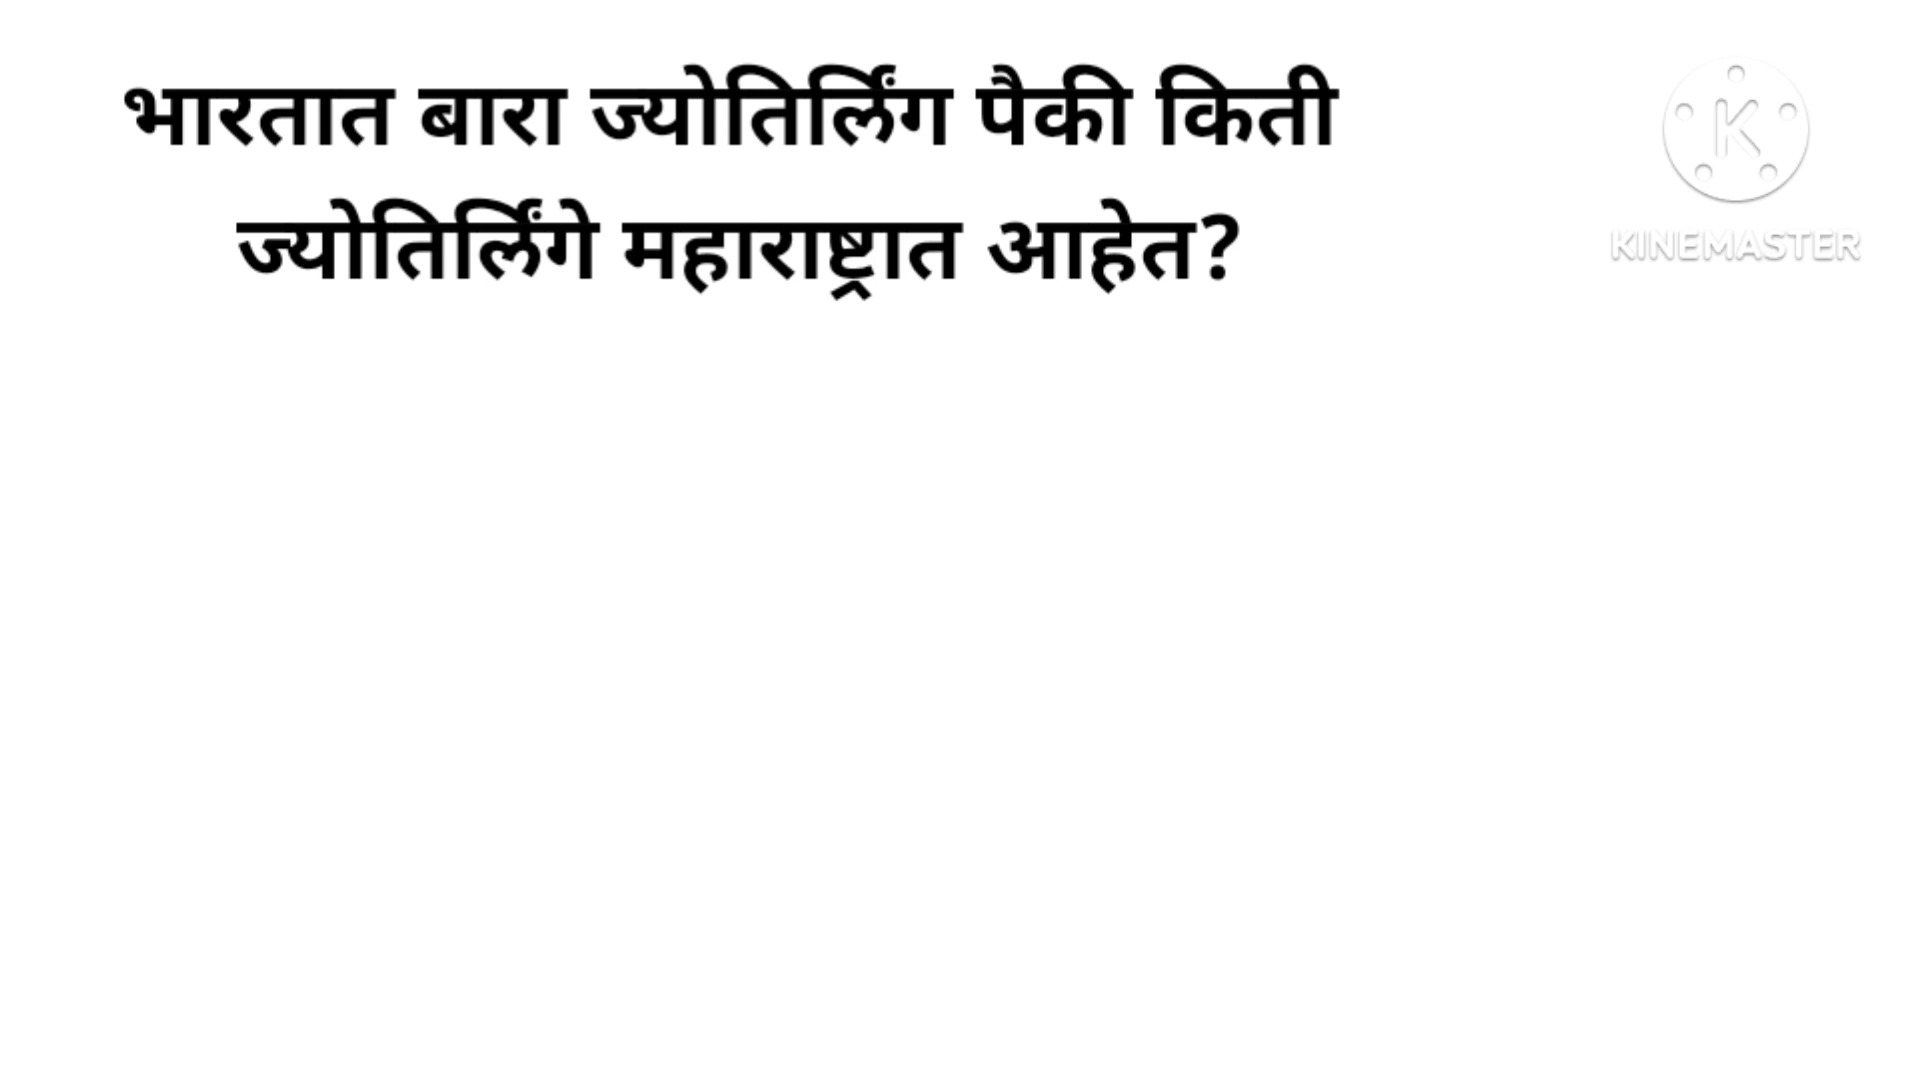 भारतात बारा ज्योतिर्लिंग पैकी किती
ज्योतिर्लिंगे महाराष्ट्रात आहेत?
K
KINEMASTER